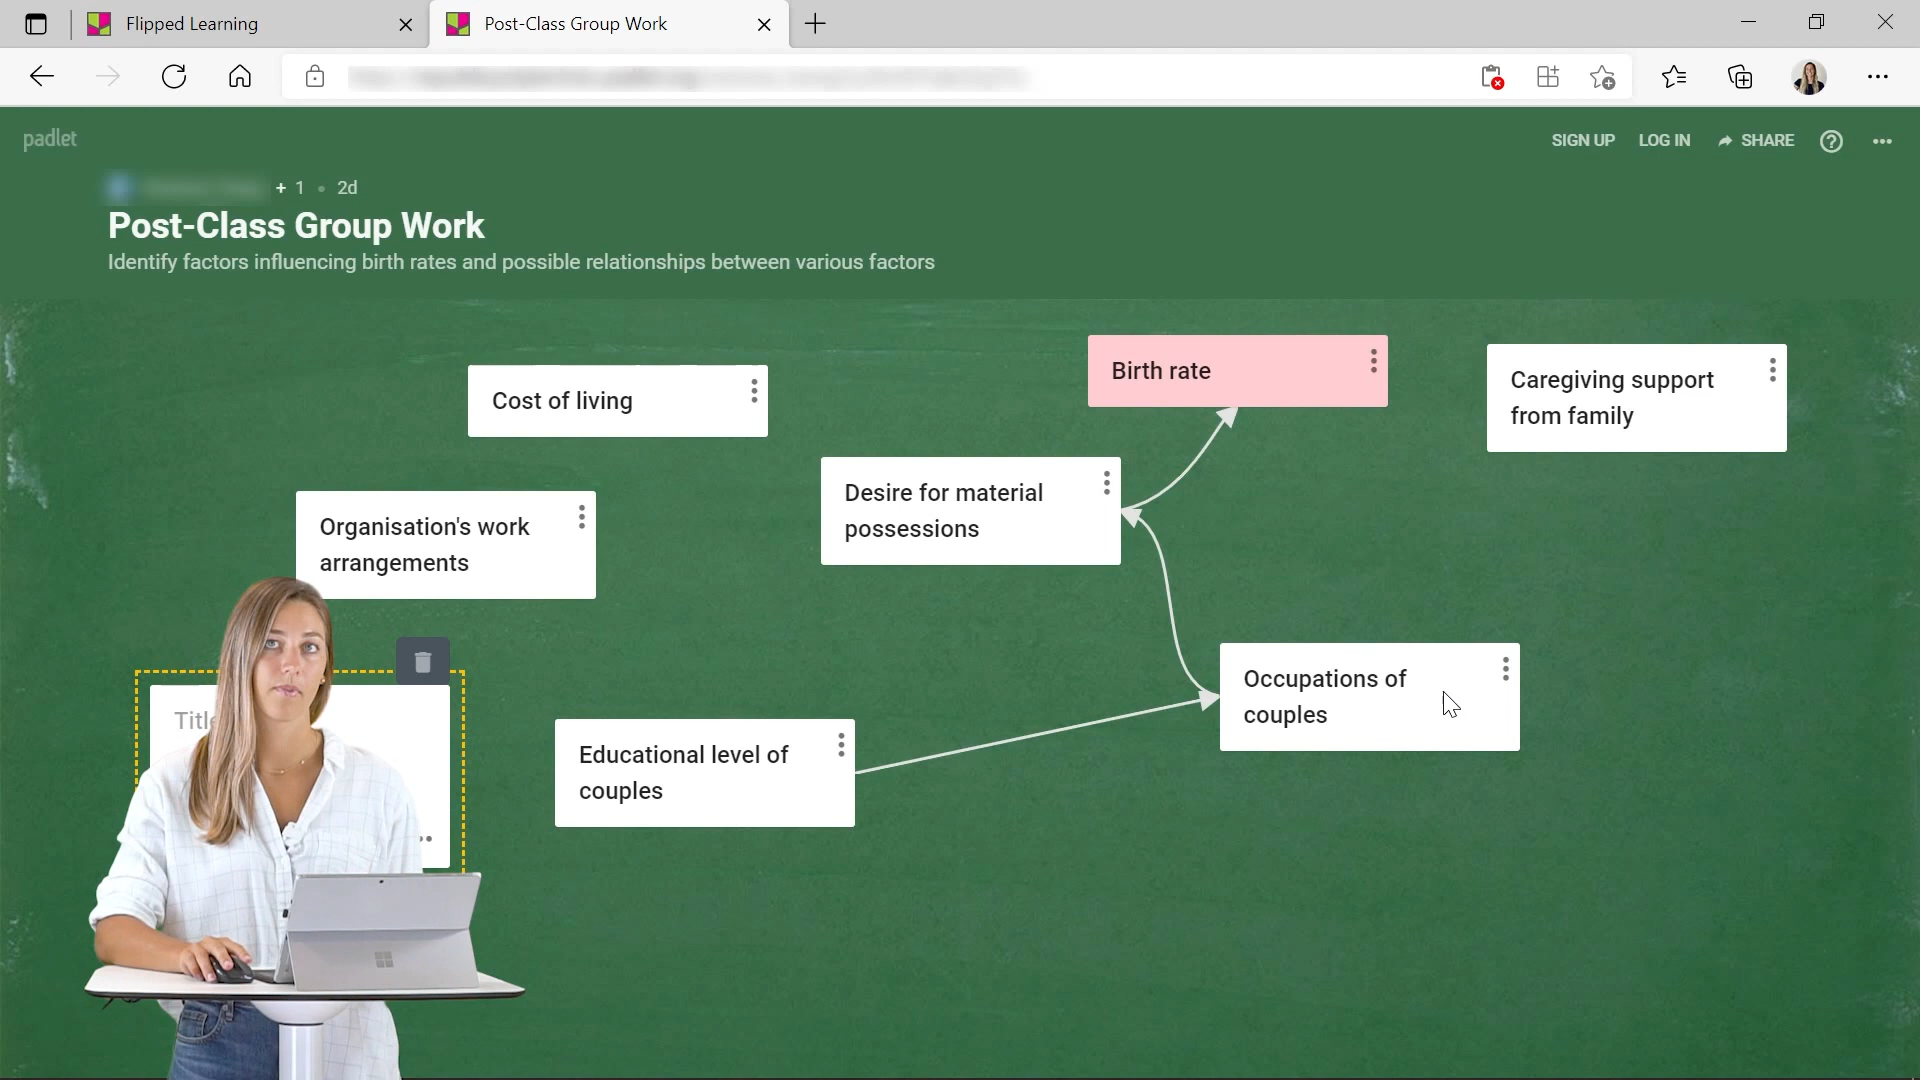 Flipped Learning
Post-Class Group Work
padlet
SIGN UP
LOG IN
SHARE
+ 1 • 2d
Post-Class Group Work
Identify factors influencing birth rates and possible relationships between various factors
Birth rate
Caregiving support
from family
Cost of living
Desire for material
possessions
Organisation's work
arrangements
Occupations of
couples
Title
Educational level of
couples